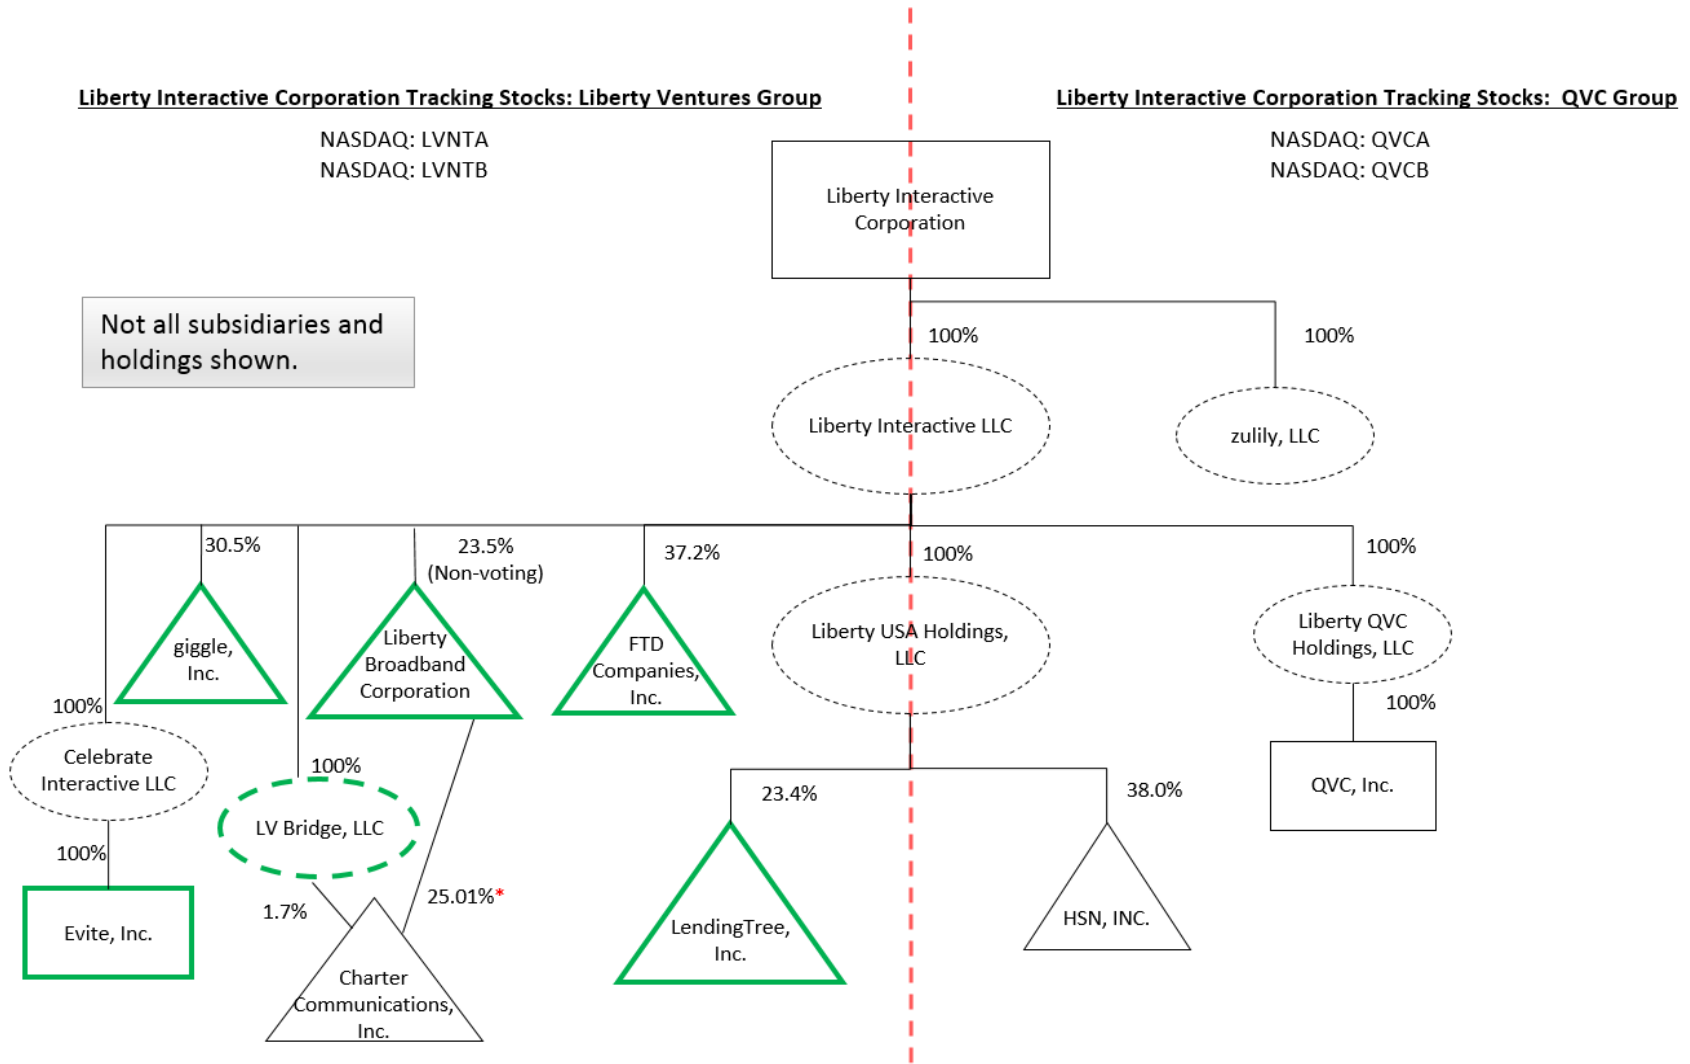 Liberty Interactive Corporation Tracking Stocks: Liberty Ventures Group
NASDAQ: LVNTA
NASDAQ: LVNTB
Liberty Interactive Corporation Tracking Stocks:  QVC Group
NASDAQ: QVCA
NASDAQ: QVCB
Liberty Interactive
Corporation
Not all subsidiaries and
holdings shown.
100%
100%
Liberty Interactive LLC
zulily, LLC
30.5%
23.5%
(Non-voting)
37.2%
100%
100%
giggle,
Inc.
Liberty
Broadband
Corporation
FTD
Companies,
Inc.
Liberty USA Holdings,
LLC
Liberty QVC
Holdings, LLC
100%
100%
Celebrate
Interactive LLC
100%
LV Bridge, LLC
23.4%
38.0%
QVC, Inc.
100%
1.7%
25.01%*
Evite, Inc.
Charter
Communications,
Inc.
LendingTree,
Inc.
HSN, INC.